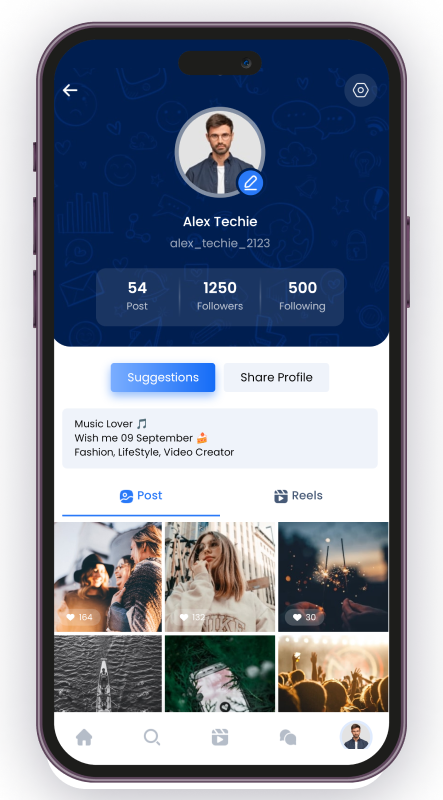 Alex Techie
alex_techie_2123
54 1250 500
Post Followers Following
Suggestions Share Profile
Music Lover 🎵
Wish me 09 September 🍰
Fashion, LifeStyle, Video Creator
Post Reels
164 132 30